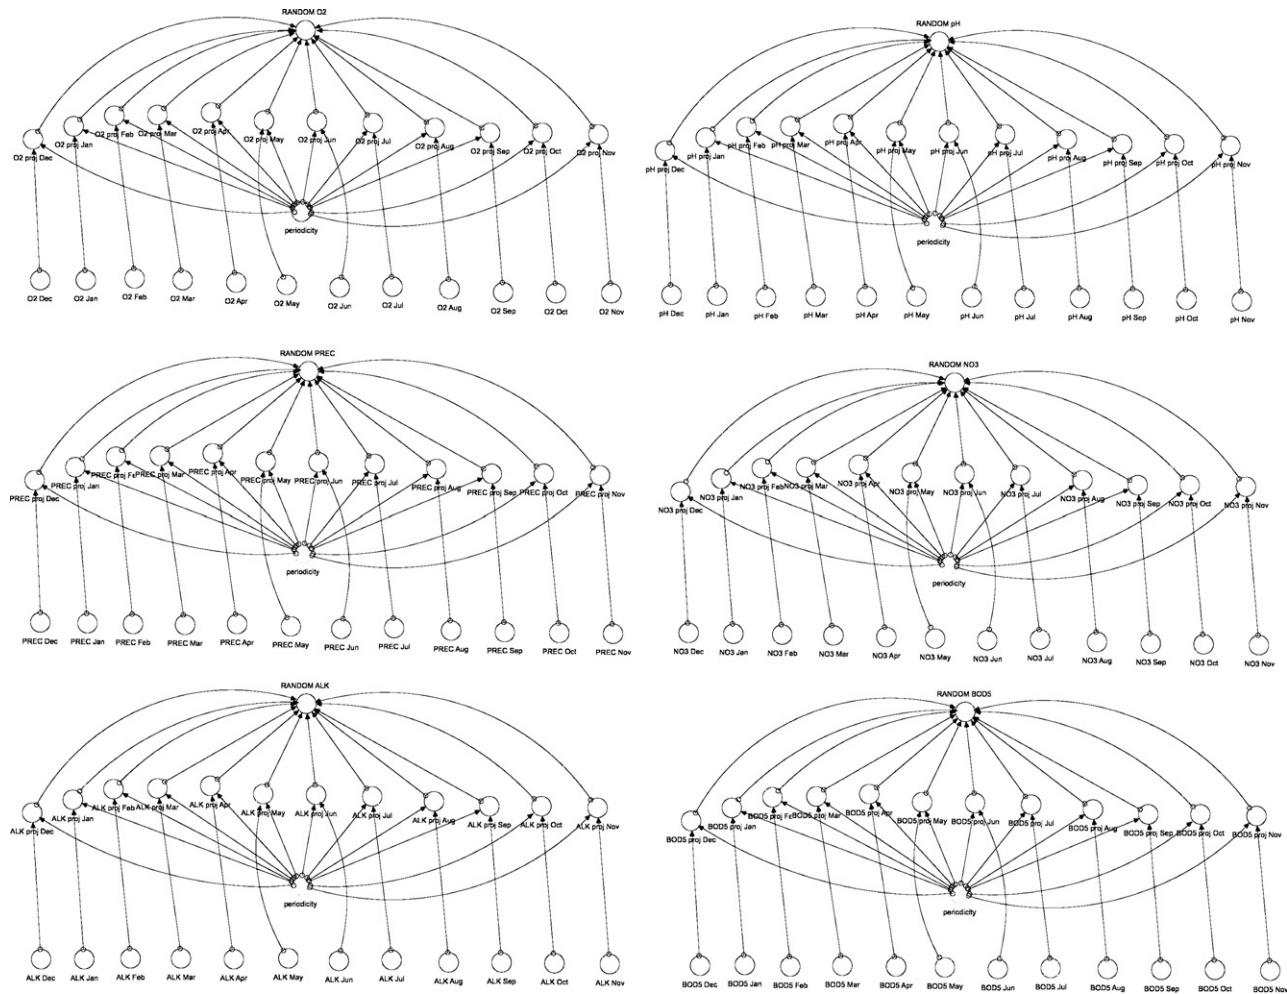 RANDOM O2
O2 proj Dec
O2 proj Jan
O2 proj Feb
O2 proj Mar
O2 proj Apr
O2 proj May
O2 proj Jun
O2 proj Jul
O2 proj Aug
O2 proj Sep
O2 proj Oct
O2 proj Nov
periodicity
O2 Dec
O2 Jan
O2 Feb
O2 Mar
O2 Apr
O2 May
O2 Jun
O2 Jul
O2 Aug
O2 Sep
O2 Oct
O2 Nov
RANDOM pH
pH proj Dec
pH proj Jan
pH proj Feb
pH proj Mar
pH proj Apr
pH proj May
pH proj Jun
pH proj Jul
pH proj Aug
pH proj Sep
pH proj Oct
pH proj Nov
periodicity
pH Dec
pH Jan
pH Feb
pH Mar
pH Apr
pH May
pH Jun
pH Jul
pH Aug
pH Sep
pH Oct
pH Nov
RANDOM PREC
PREC proj Dec
PREC proj Jan
PREC proj Fe
PREC proj Mar
PREC proj Apr
PREC proj May
PREC proj Jun
PREC proj Jul
PREC proj Aug
PREC proj Sep
PREC proj Oct
PREC proj Nov
periodicity
PREC Dec
PREC Jan
PREC Feb
PREC Mar
PREC Apr
PREC May
PREC Jun
PREC Jul
PREC Aug
PREC Sep
PREC Oct
PREC Nov
RANDOM NO3
NO3 proj Dec
NO3 proj Jan
NO3 proj Feb
NO3 proj Mar
NO3 proj Apr
NO3 proj May
NO3 proj Jun
NO3 proj Jul
NO3 proj Aug
NO3 proj Sep
NO3 proj Oct
NO3 proj Nov
periodicity
NO3 Dec
NO3 Jan
NO3 Feb
NO3 Mar
NO3 Apr
NO3 May
NO3 Jun
NO3 Jul
NO3 Aug
NO3 Sep
NO3 Oct
NO3 Nov
RANDOM ALK
ALK proj Dec
ALK proj Jan
ALK proj Feb
ALK proj Mar
ALK proj Apr
ALK proj May
ALK proj Jun
ALK proj Jul
ALK proj Aug
ALK proj Sep
ALK proj Oct
ALK proj Nov
periodicity
ALK Dec
ALK Jan
ALK Feb
ALK Mar
ALK Apr
ALK May
ALK Jun
ALK Jul
ALK Aug
ALK Sep
ALK Oct
ALK Nov
RANDOM BOD5
BOD5 proj Dec
BOD5 proj Jan
BOD5 proj Fe
BOD5 proj Mar
BOD5 proj Apr
BOD5 proj May
BOD5 proj Jun
BOD5 proj Jul
BOD5 proj Aug
BOD5 proj Sep
BOD5 proj Oct
BOD5 proj Nov
periodicity
BOD5 Dec
BOD5 Jan
BOD5 Feb
BOD5 Mar
BOD5 Apr
BOD5 May
BOD5 Jun
BOD5 Jul
BOD5 Aug
BOD5 Sep
BOD5 Oct
BOD5 Nov